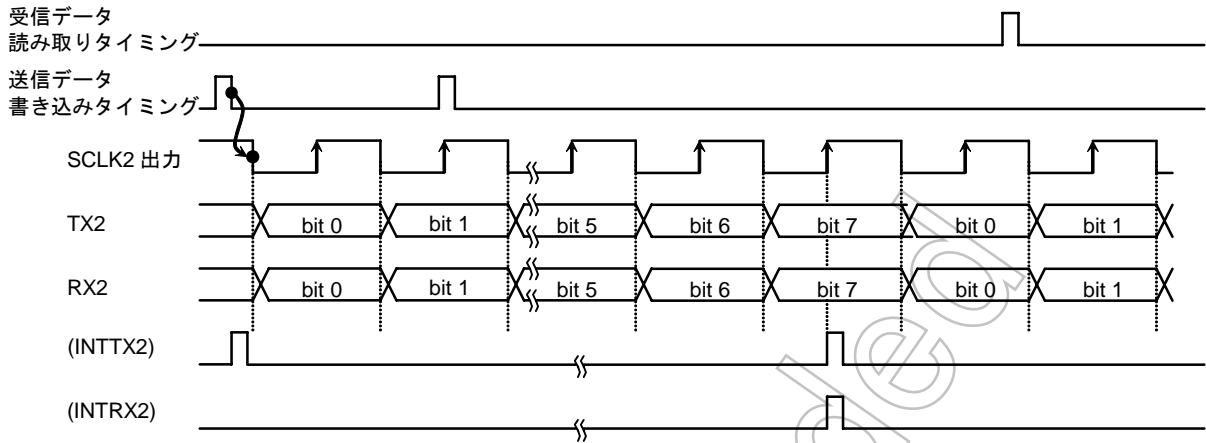 受信データ
読み取りタイミング
送信データ
書き込みタイミング
SCLK2 出力
TX2 bit 0 bit 1 bit 5 bit 6 bit 7 bit 0 bit 1
RX2 bit 0 bit 1 bit 5 bit 6 bit 7 bit 0 bit 1
(INTTX2)
(INTRX2)